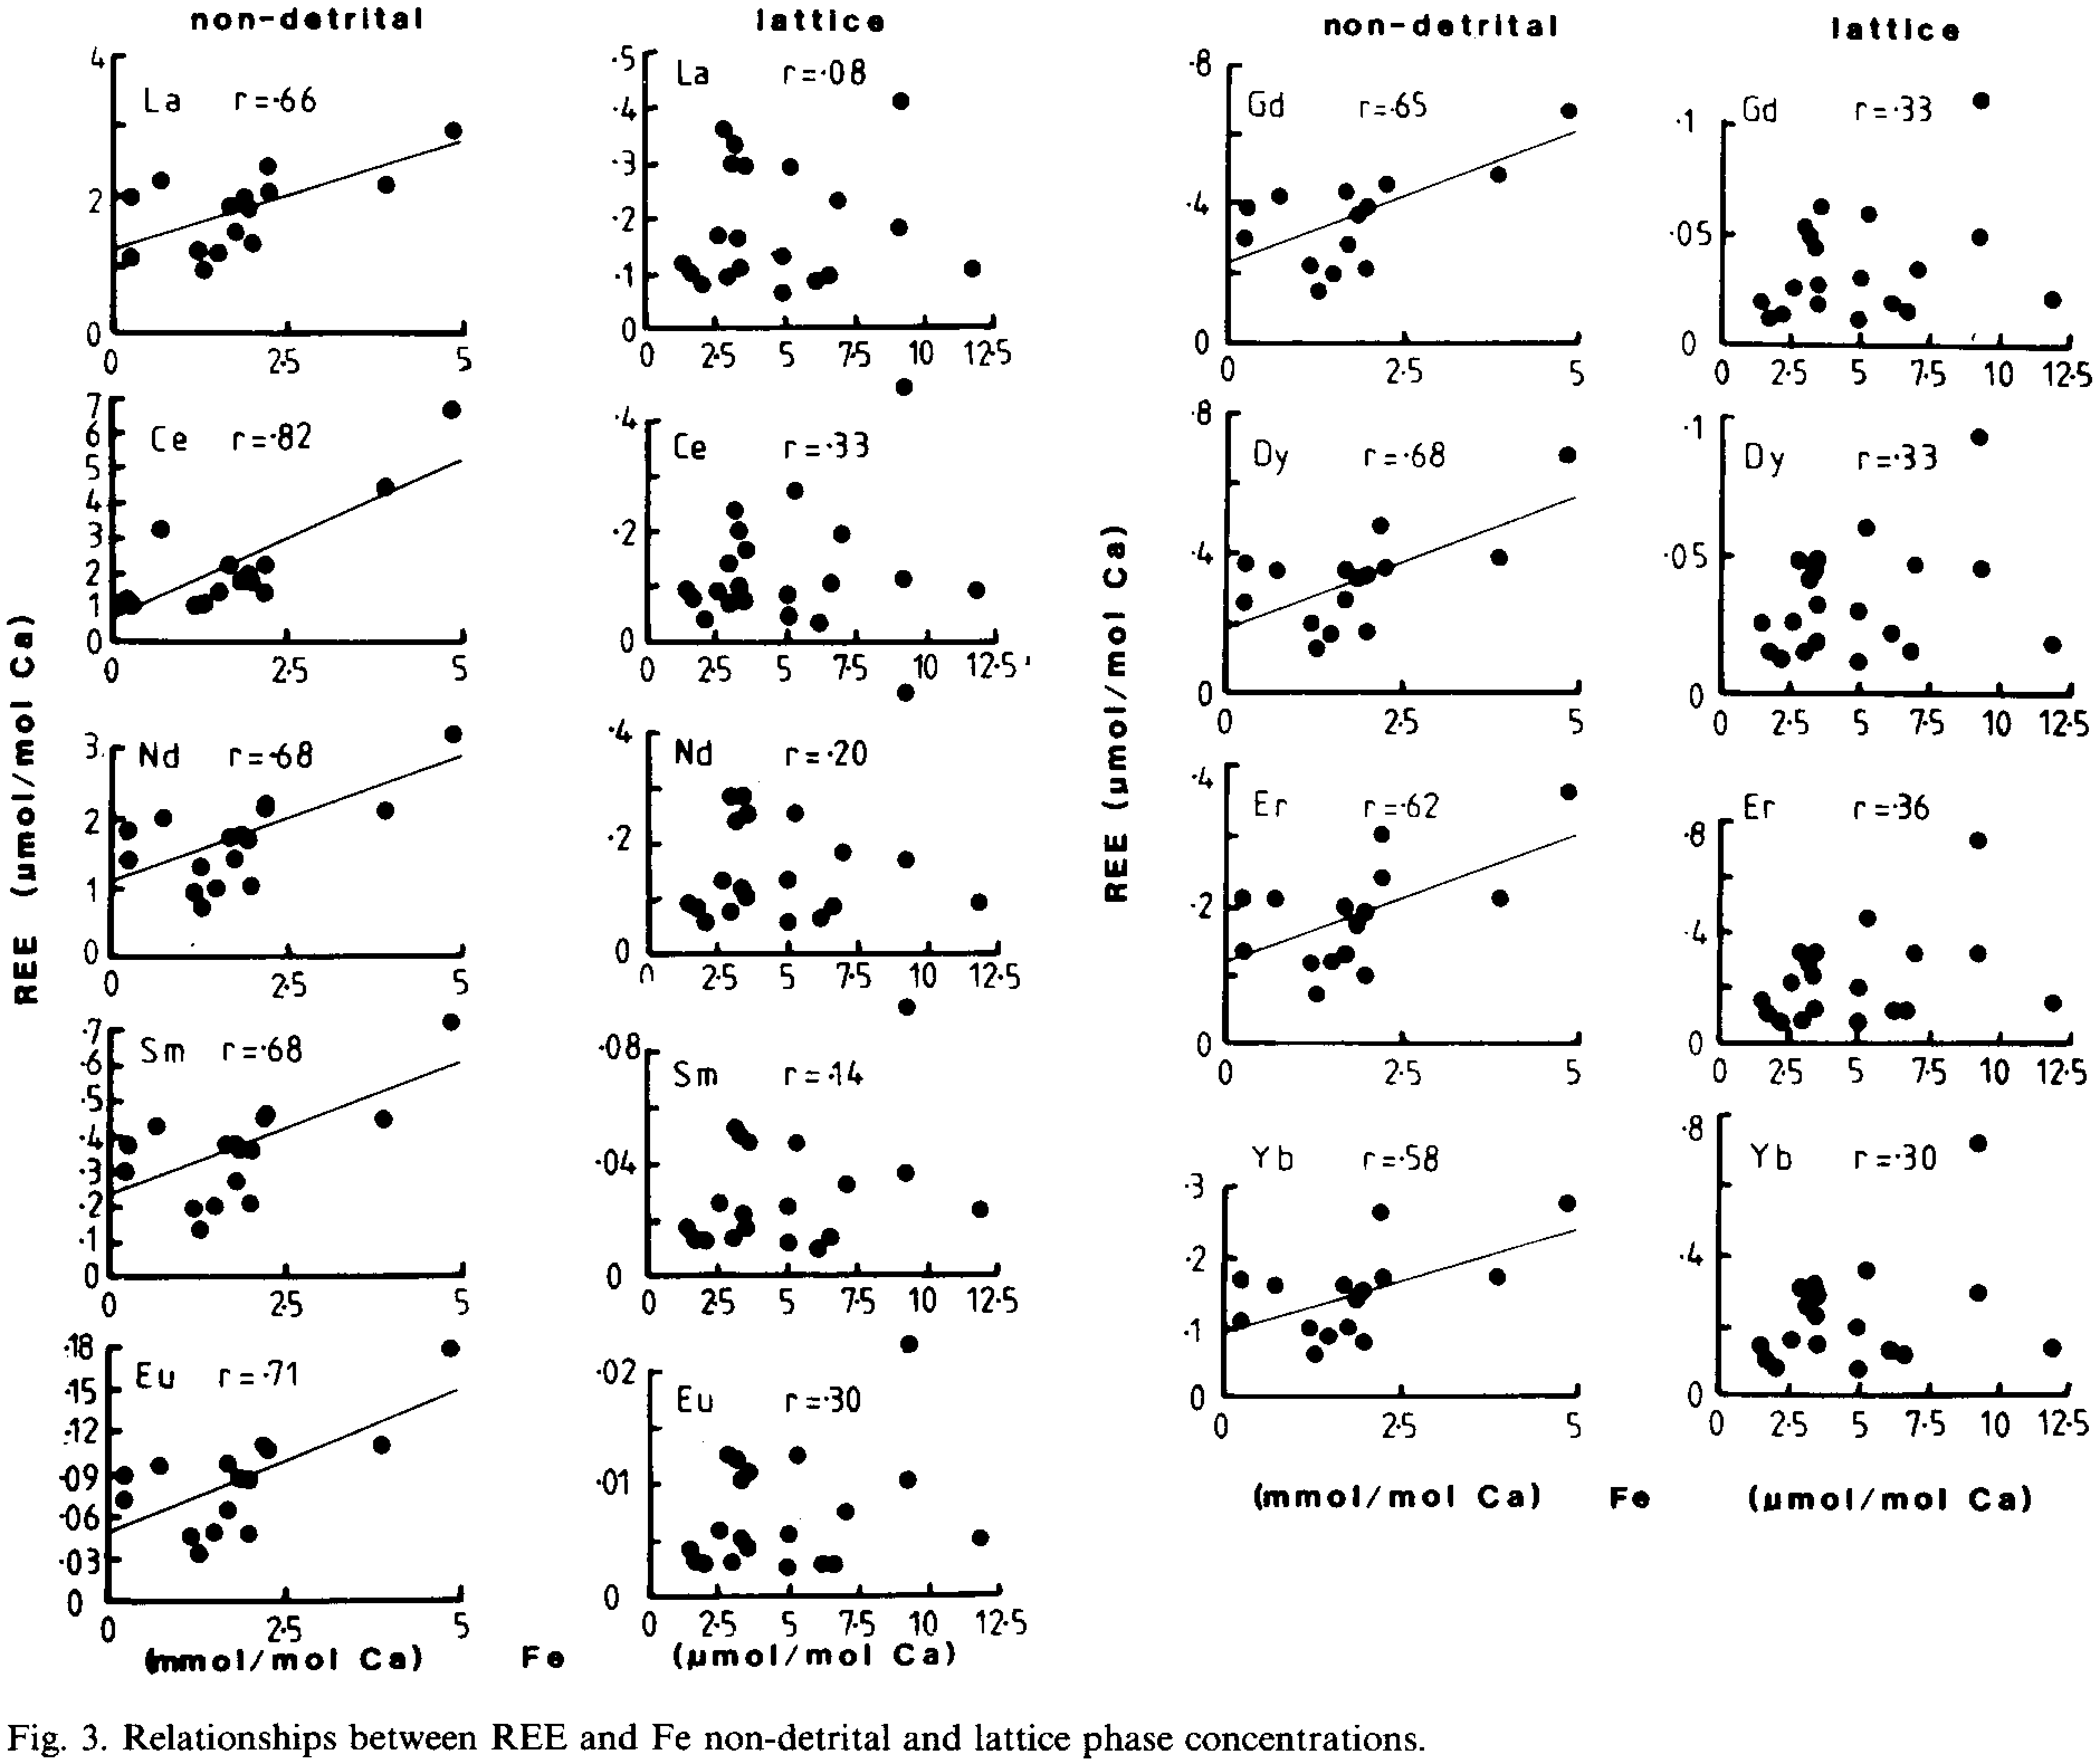 non-detrital lattice non-detrital lattice
La r=·66
4
2
0
0 2·5 5
La r=·08
·5
·4
·3
·2
·1
0
0 2·5 5 7·5 10 12·5
Gd r=·65
·8
·4
0
0 2·5 5
Gd r=·33
·1
·05
0
0 2·5 5 7·5 10 12·5
Ce r=·82
7
6
5
4
3
2
1
0
0 2·5 5
Ce r=·33
·4
·2
0
0 2·5 5 7·5 10 12·5
Dy r=·68
·8
·4
0
0 2·5 5
Dy r=·33
·1
·05
0
0 2·5 5 7·5 10 12·5
REE (µmol/mol Ca)
REE (µmol/mol Ca)
Nd r=·68
3
2
1
0
0 2·5 5
Nd r=·20
·4
·2
0
0 2·5 5 7·5 10 12·5
Er r=·62
·4
·2
0
0 2·5 5
Er r=·36
·8
·4
0
0 2·5 5 7·5 10 12·5
Sm r=·68
·7
·6
·5
·4
·3
·2
·1
0
0 2·5 5
Sm r=·14
·08
·04
0
0 2·5 5 7·5 10 12·5
Yb r=·58
·3
·2
·1
0
0 2·5 5
Yb r=·30
·8
·4
0
0 2·5 5 7·5 10 12·5
Eu r=·71
·18
·15
·12
·09
·06
·03
0
0 2·5 5
Eu r=·30
·02
·01
0
0 2·5 5 7·5 10 12·5
(mmol/mol Ca) Fe (µmol/mol Ca)
(mmol/mol Ca) Fe (µmol/mol Ca)
Fig. 3. Relationships between REE and Fe non-detrital and lattice phase concentrations.